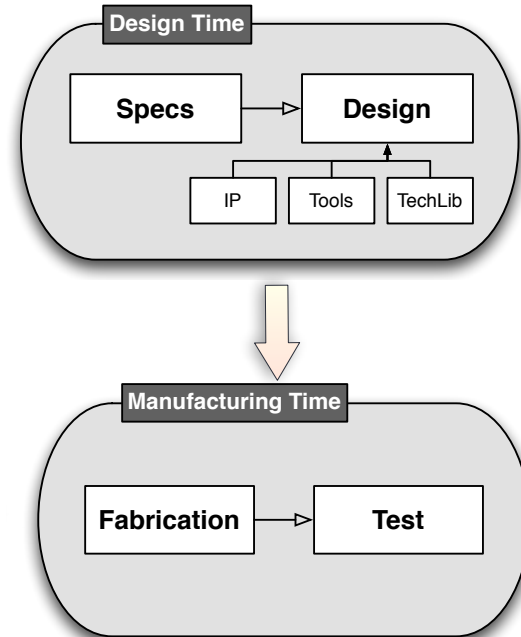 Design Time
Specs
Design
IP
Tools
TechLib
Manufacturing Time
Fabrication
Test